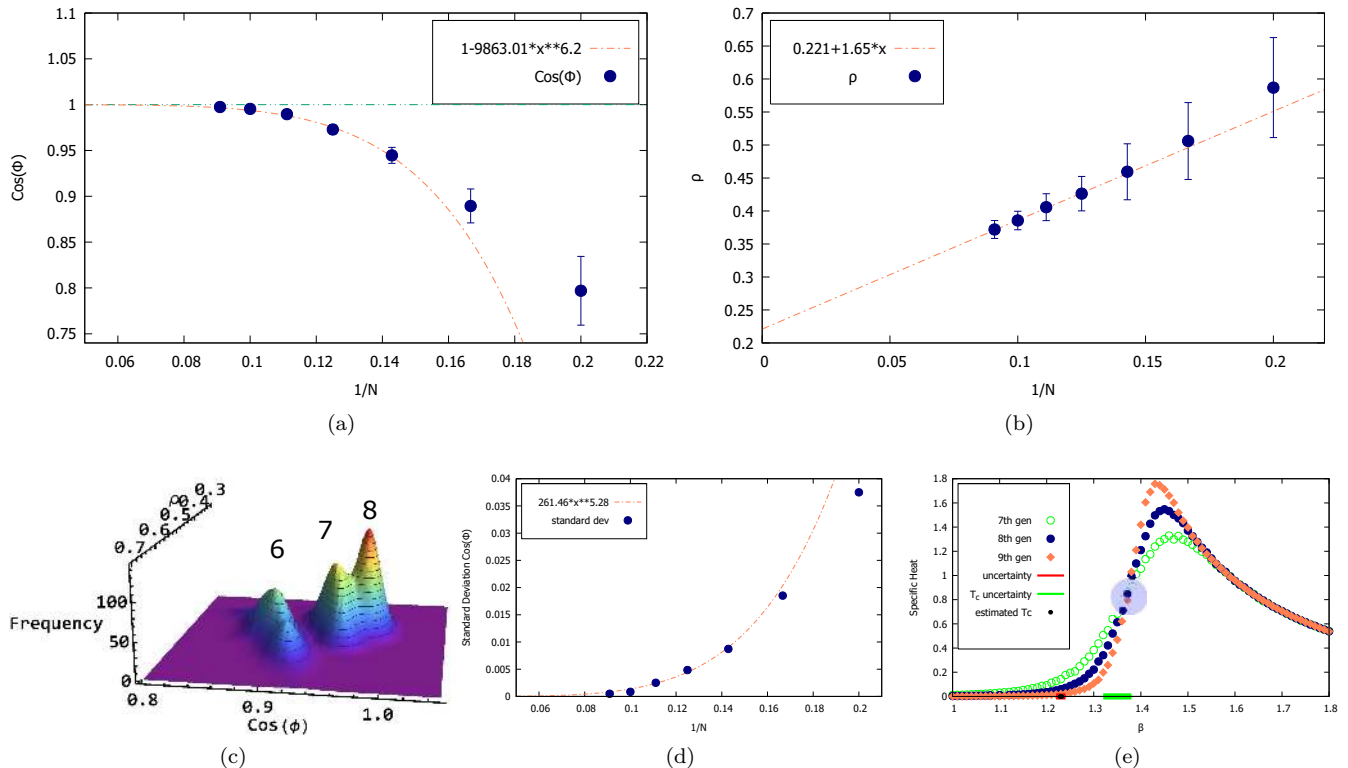 1.1
1.05
1
0.95
0.9
0.85
0.8
0.75
Cos(Φ)
1-9863.01*x**6.2
Cos(Φ)
0.06 0.08 0.1 0.12 0.14 0.16 0.18 0.2 0.22
1/N
(a)
0.7
0.65
0.6
0.55
0.5
0.45
0.4
0.35
0.3
0.25
0.2
ρ
0.221+1.65*x
ρ
0 0.05 0.1 0.15 0.2
1/N
(b)
ρ
0.3
0.4
0.5
0.6
0.7
6 7 8
100
50
0
Frequency
0.8 0.9 1.0
Cos(ϕ)
(c)
0.04
0.035
0.03
0.025
0.02
0.015
0.01
0.005
0
Standard Deviation Cos(Φ)
261.46*x**5.28
standard dev
0.06 0.08 0.1 0.12 0.14 0.16 0.18 0.2
1/N
(d)
1.8
1.6
1.4
1.2
1
0.8
0.6
0.4
0.2
0
Specific Heat
7th gen
8th gen
9th gen
uncertainty
Tc uncertainty
estimated Tc
1 1.1 1.2 1.3 1.4 1.5 1.6 1.7 1.8
β
(e)